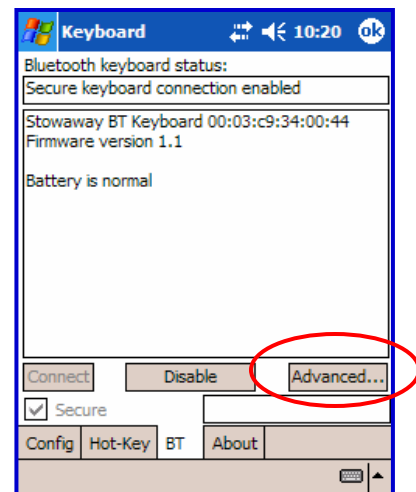 Keyboard 10:20 ok
Bluetooth keyboard status:
Secure keyboard connection enabled
Stowaway BT Keyboard 00:03:c9:34:00:44
Firmware version 1.1
Battery is normal
Connect Disable Advanced...
Secure
Config Hot-Key BT About